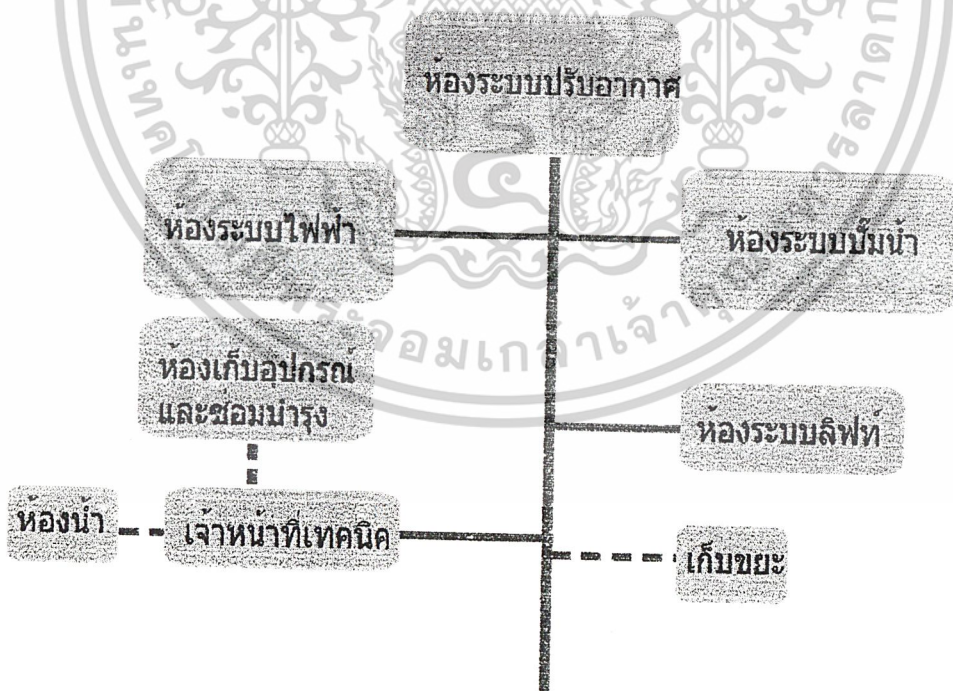 ห้องระบบปรับอากาศ
ห้องระบบไฟฟ้า
ห้องระบบปั๊มน้ำ
ห้องเก็บอุปกรณ์
และซ่อมบำรุง
ห้องระบบลิฟท์
ห้องน้ำ
เจ้าหน้าที่เทคนิค
เก็บขยะ